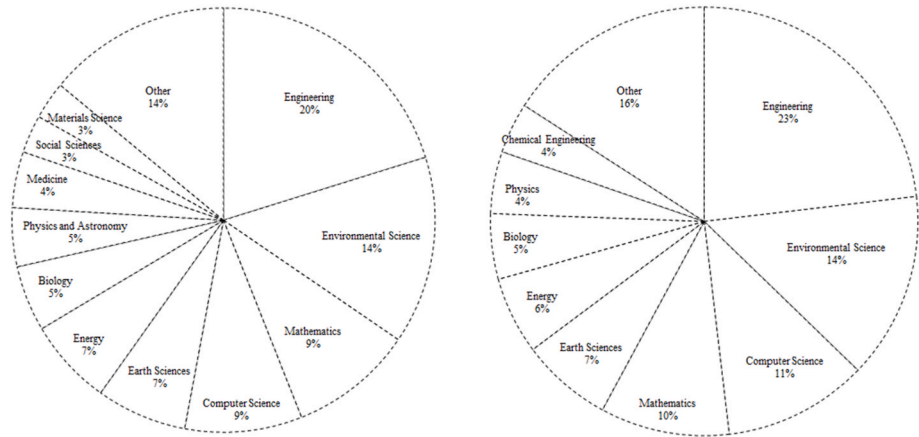 Other
14%
Engineering
20%
Materials Science
3%
Social Sciences
3%
Medicine
4%
Physics and Astronomy
5%
Environmental Science
14%
Biology
5%
Mathematics
9%
Energy
7%
Earth Sciences
7%
Computer Science
9%
Other
16%
Engineering
23%
Chemical Engineering
4%
Physics
4%
Biology
5%
Environmental Science
14%
Energy
6%
Earth Sciences
7%
Computer Science
11%
Mathematics
10%